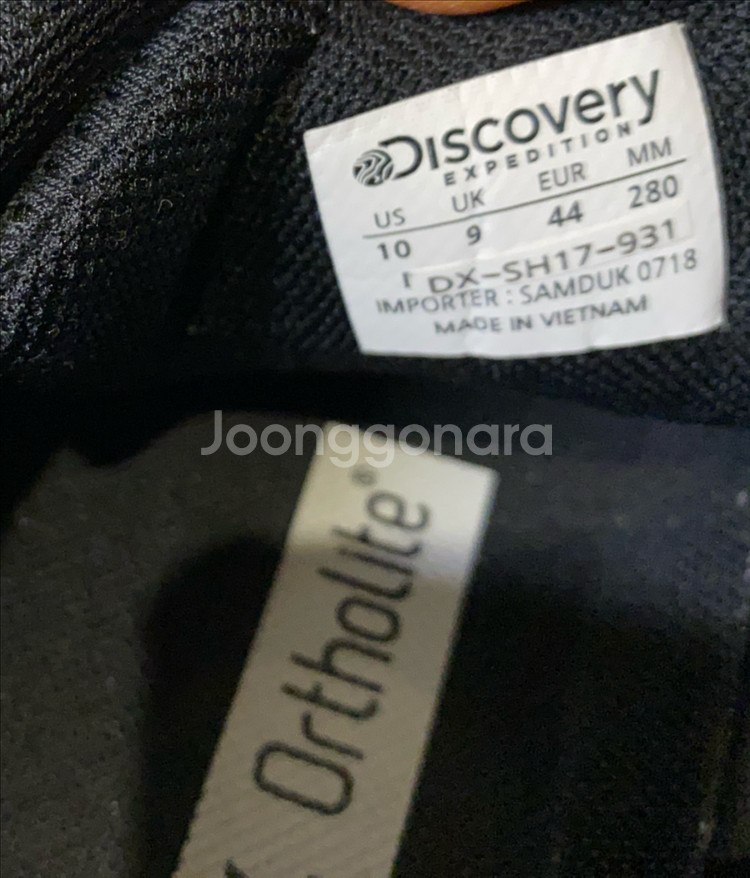 DISCOVERY
EXPEDITION
US UK EUR MM
10 9 44 280
DX-SH17-931
IMPORTER : SAMDUK 0718
MADE IN VIETNAM
Joonggonara
Ortholite®